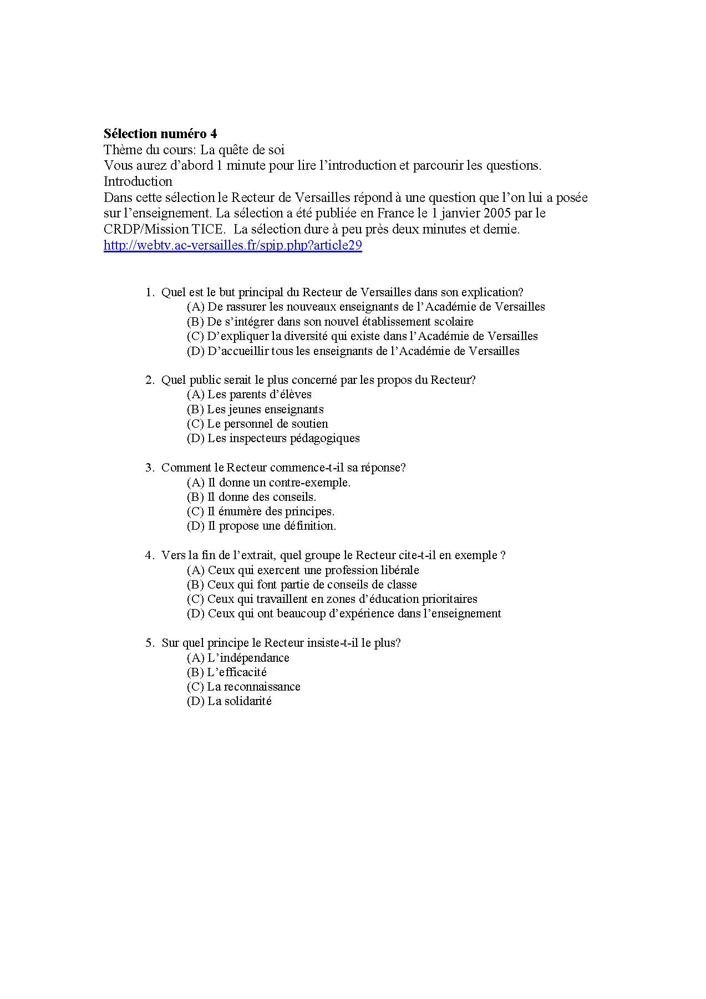 Sélection numéro 4
Thème du cours: La quête de soi
Vous aurez d’abord 1 minute pour lire l’introduction et parcourir les questions.
Introduction
Dans cette sélection le Recteur de Versailles répond à une question que l’on lui a posée
sur l’enseignement. La sélection a été publiée en France le 1 janvier 2005 par le
CRDP/Mission TICE.  La sélection dure à peu près deux minutes et demie.
http://webtv.ac-versailles.fr/spip.php?article29
1. Quel est le but principal du Recteur de Versailles dans son explication?
(A) De rassurer les nouveaux enseignants de l’Académie de Versailles
(B) De s’intégrer dans son nouvel établissement scolaire
(C) D’expliquer la diversité qui existe dans l’Académie de Versailles
(D) D’accueillir tous les enseignants de l’Académie de Versailles
2. Quel public serait le plus concerné par les propos du Recteur?
(A) Les parents d’élèves
(B) Les jeunes enseignants
(C) Le personnel de soutien
(D) Les inspecteurs pédagogiques
3. Comment le Recteur commence-t-il sa réponse?
(A) Il donne un contre-exemple.
(B) Il donne des conseils.
(C) Il énumère des principes.
(D) Il propose une définition.
4. Vers la fin de l’extrait, quel groupe le Recteur cite-t-il en exemple ?
(A) Ceux qui exercent une profession libérale
(B) Ceux qui font partie de conseils de classe
(C) Ceux qui travaillent en zones d’éducation prioritaires
(D) Ceux qui ont beaucoup d’expérience dans l’enseignement
5. Sur quel principe le Recteur insiste-t-il le plus?
(A) L’indépendance
(B) L’efficacité
(C) La reconnaissance
(D) La solidarité